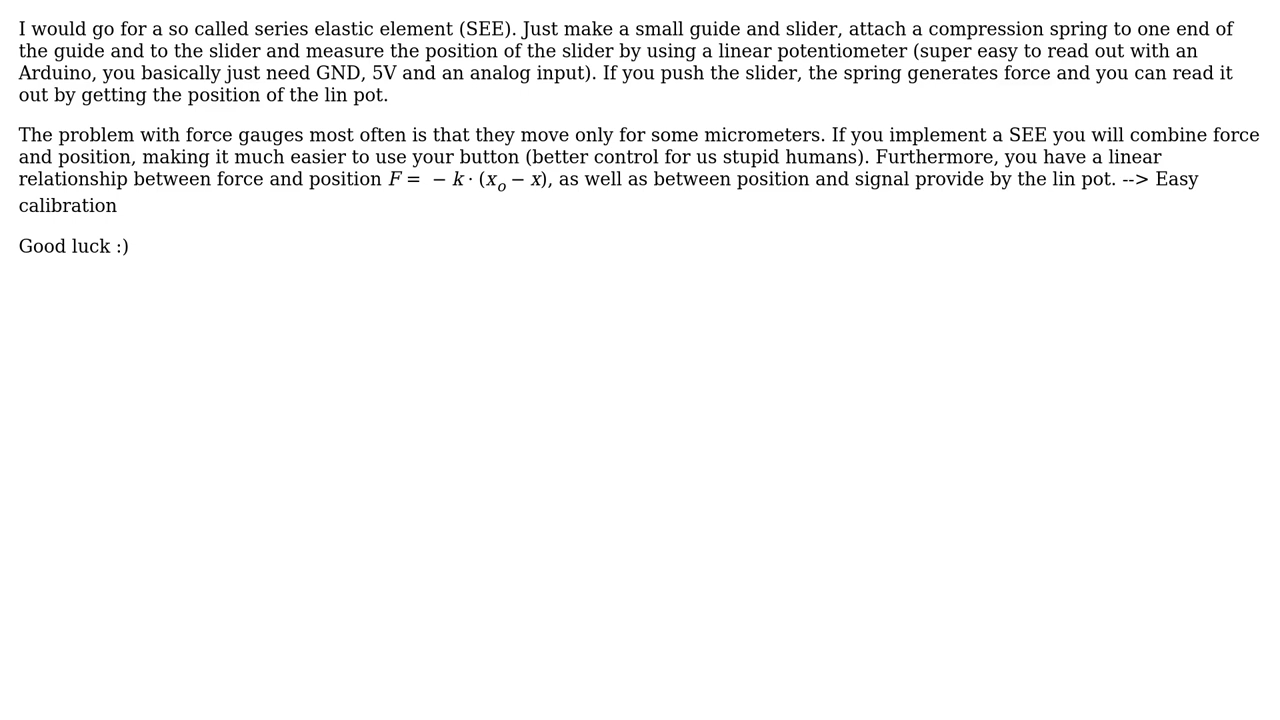 I would go for a so called series elastic element (SEE). Just make a small guide and slider, attach a compression spring to one end of
the guide and to the slider and measure the position of the slider by using a linear potentiometer (super easy to read out with an
Arduino, you basically just need GND, 5V and an analog input). If you push the slider, the spring generates force and you can read it
out by getting the position of the lin pot.
The problem with force gauges most often is that they move only for some micrometers. If you implement a SEE you will combine force
and position, making it much easier to use your button (better control for us stupid humans). Furthermore, you have a linear
relationship between force and position F = − k · (x₀ − x), as well as between position and signal provide by the lin pot. --> Easy
calibration
Good luck :)